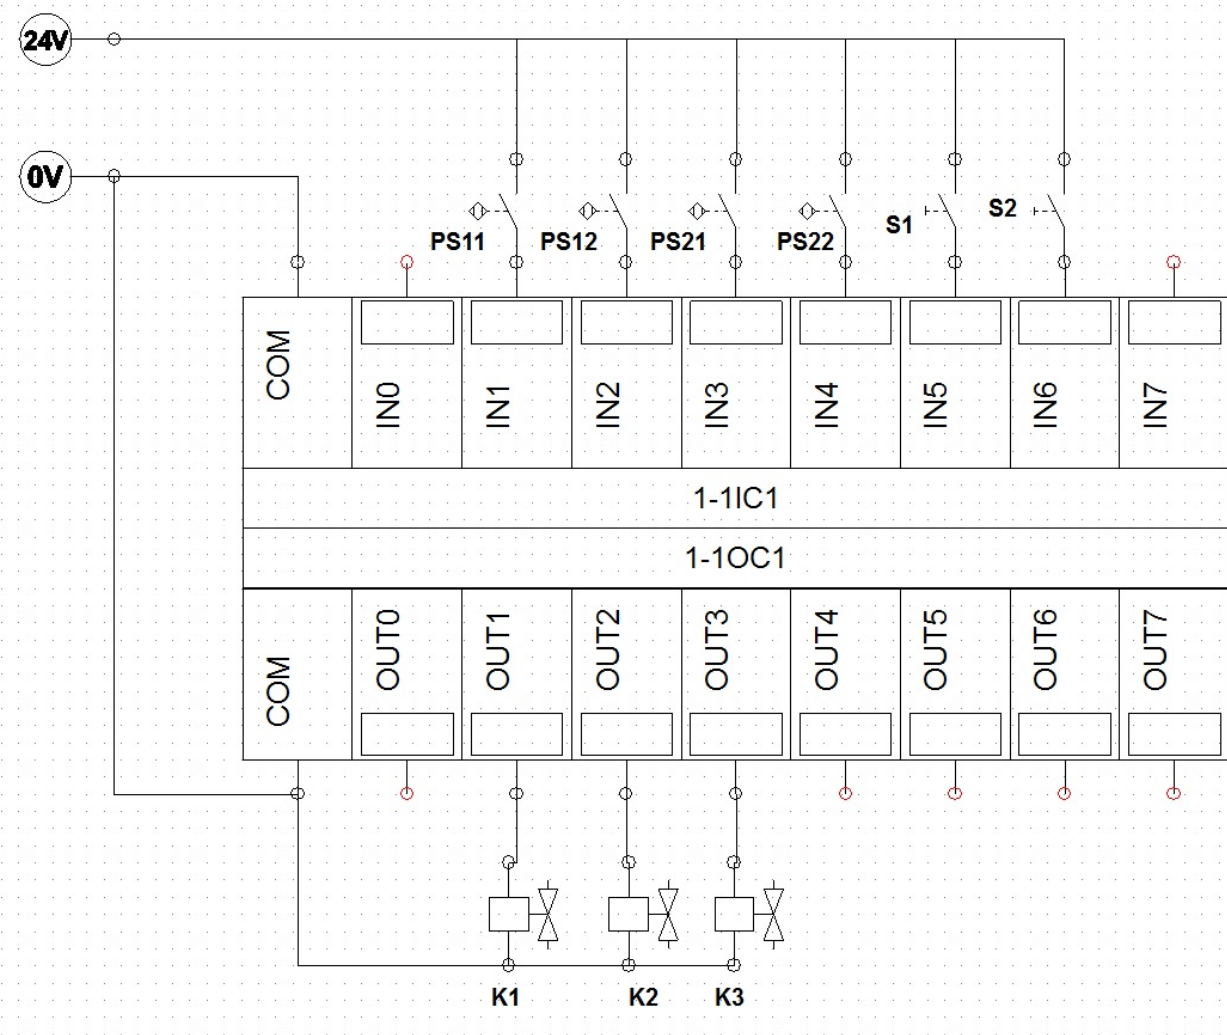 24V
0V
PS11 PS12 PS21 PS22 S1 S2
COM IN0 IN1 IN2 IN3 IN4 IN5 IN6 IN7
1-1IC1
1-1OC1
COM OUT0 OUT1 OUT2 OUT3 OUT4 OUT5 OUT6 OUT7
K1 K2 K3